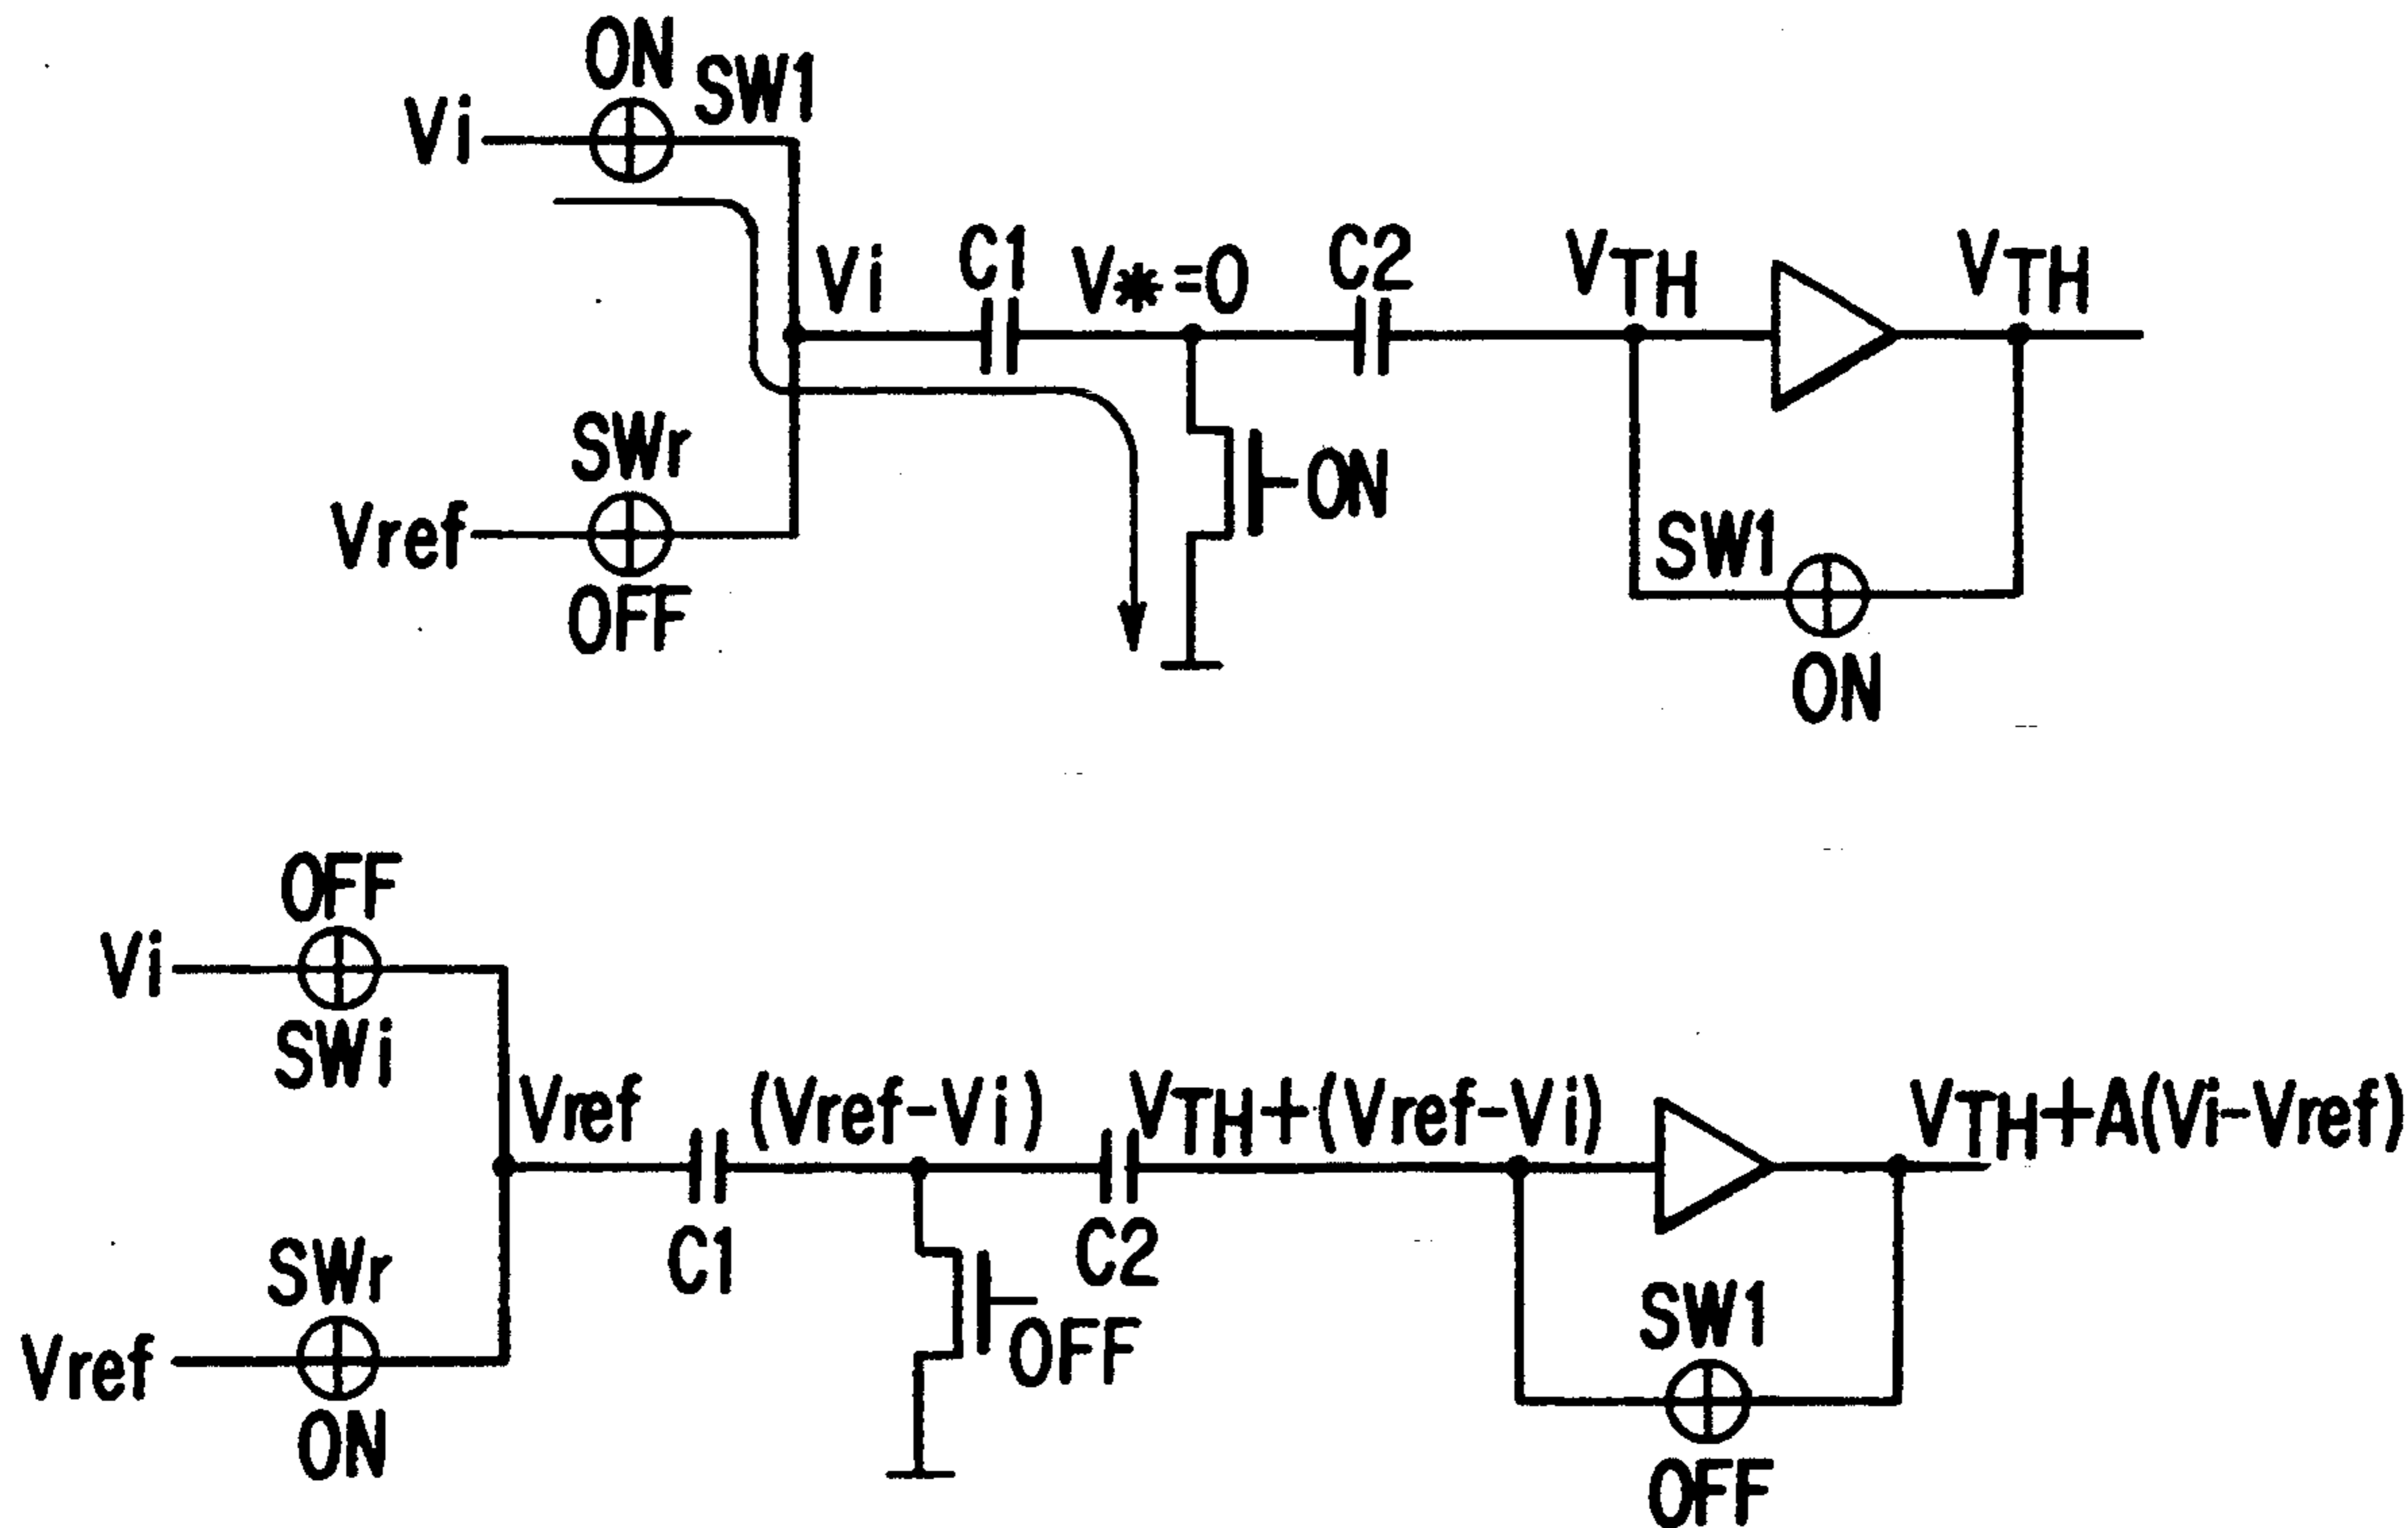 ON
SW1
Vi
Vi
C1
V*=0
C2
VTH
VTH
SWr
Vref
OFF
ON
SW1
ON
OFF
Vi
SWi
Vref
(Vref-Vi)
VTH+(Vref-Vi)
VTH+A(Vi-Vref)
C1
C2
SWr
Vref
ON
OFF
SW1
OFF